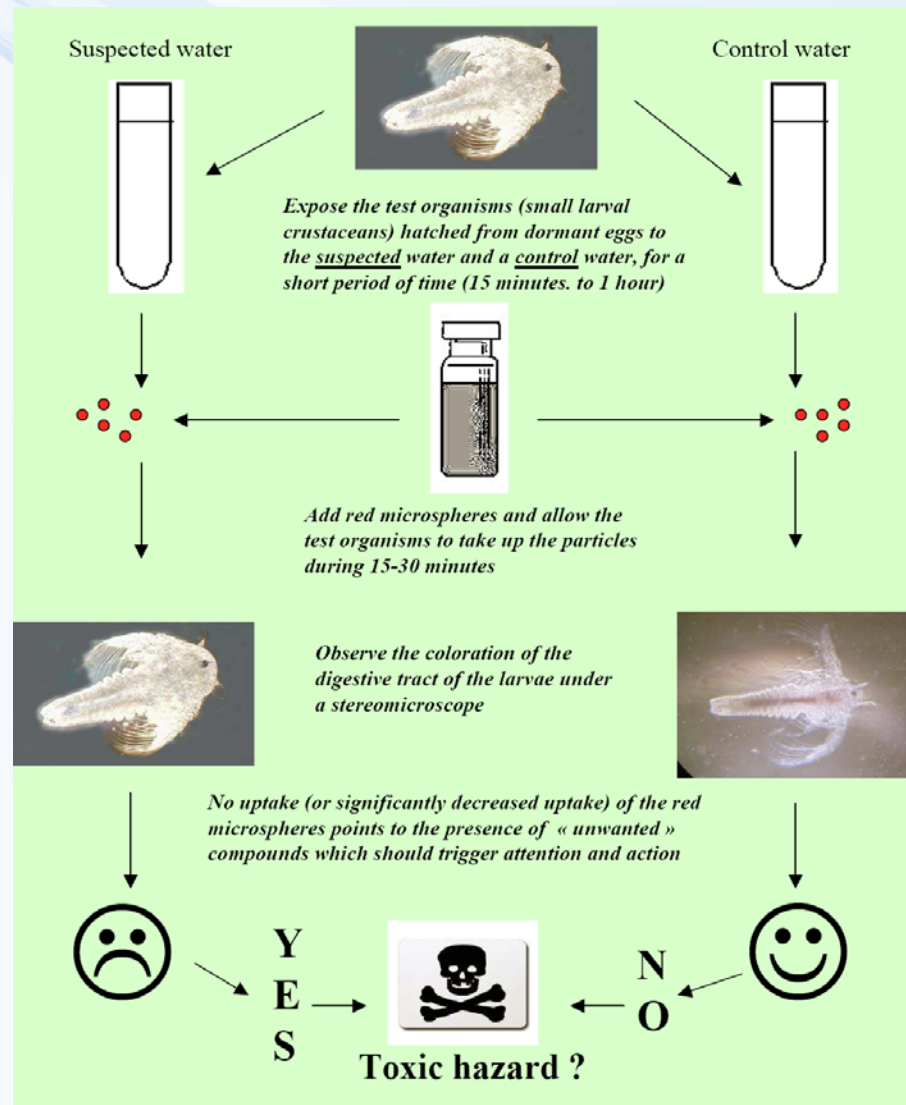 Suspected water
Control water
Expose the test organisms (small larval
crustaceans) hatched from dormant eggs to
the suspected water and a control water, for a
short period of time (15 minutes. to 1 hour)
Add red microspheres and allow the
test organisms to take up the particles
during 15-30 minutes
Observe the coloration of the
digestive tract of the larvae under
a stereomicroscope
No uptake (or significantly decreased uptake) of the red
microspheres points to the presence of « unwanted »
compounds which should trigger attention and action
YES
NO
Toxic hazard ?